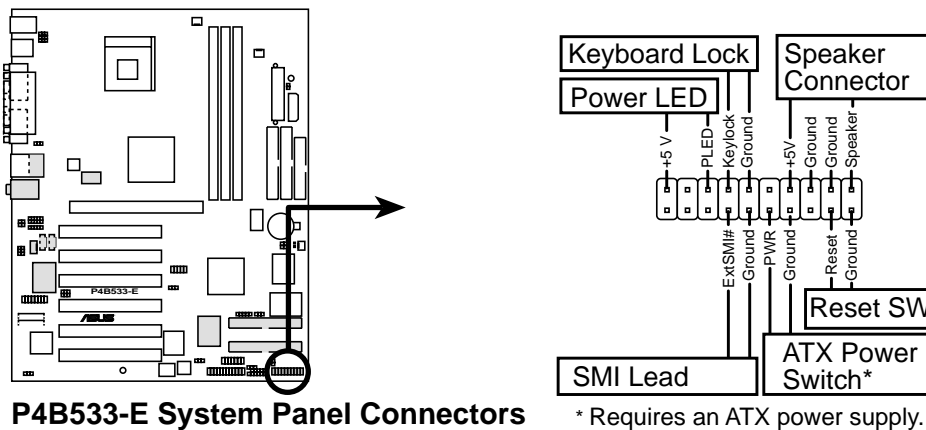 Keyboard Lock
Speaker
Connector
Power LED
+5 V
PLED
Keylock
Ground
+5V
Ground
Ground
Speaker
ExtSMI#
Ground
PWR
Ground
Reset
Ground
Reset SW
SMI Lead
ATX Power
Switch*
P4B533-E
ASUS
P4B533-E System Panel Connectors
* Requires an ATX power supply.